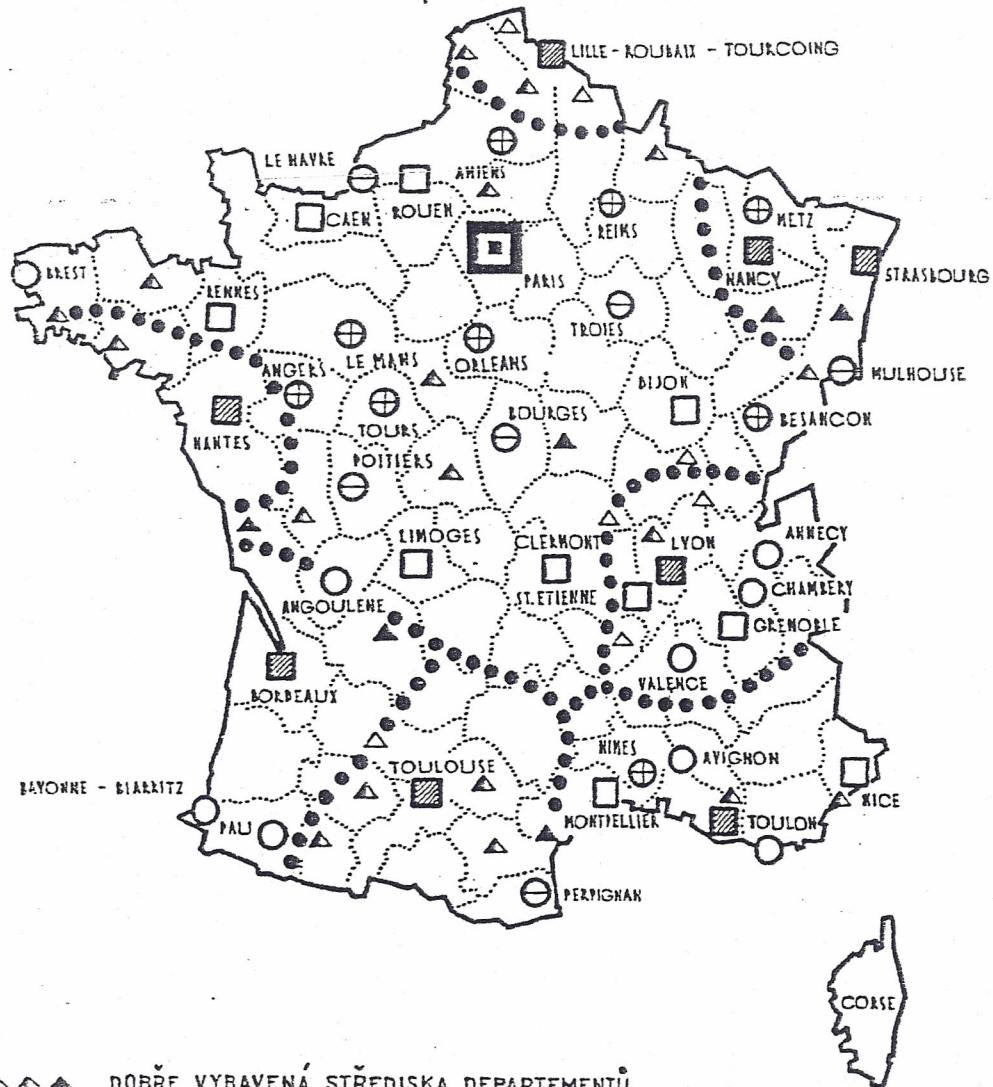 LILLE - ROUBAIX - TOURCOING
LE HAVRE
AMIENS
CAEN
ROUEN
REIMS
METZ
PARIS
NANCY
STRASBOURG
BREST
RENNES
TROIES
LE MANS
ORLEANS
ANGERS
DIJON
MULHOUSE
TOURS
BOURGES
BESANCON
NANTES
POITIERS
LIMOGES
CLERMONT
LYON
ANNECY
ST. ETIENNE
CHAMBERY
ANGOULENE
GRENOBLE
BORDEAUX
VALENCE
NIMES
AVIGNON
TOULOUSE
BAYONNE - BIARRITZ
NICE
PAU
MONTPELLIER
TOULON
PERPIGNAN
CORSE
DOBŘE VYBAVENÁ STŘEDISKA DEPARTEMENTŮ